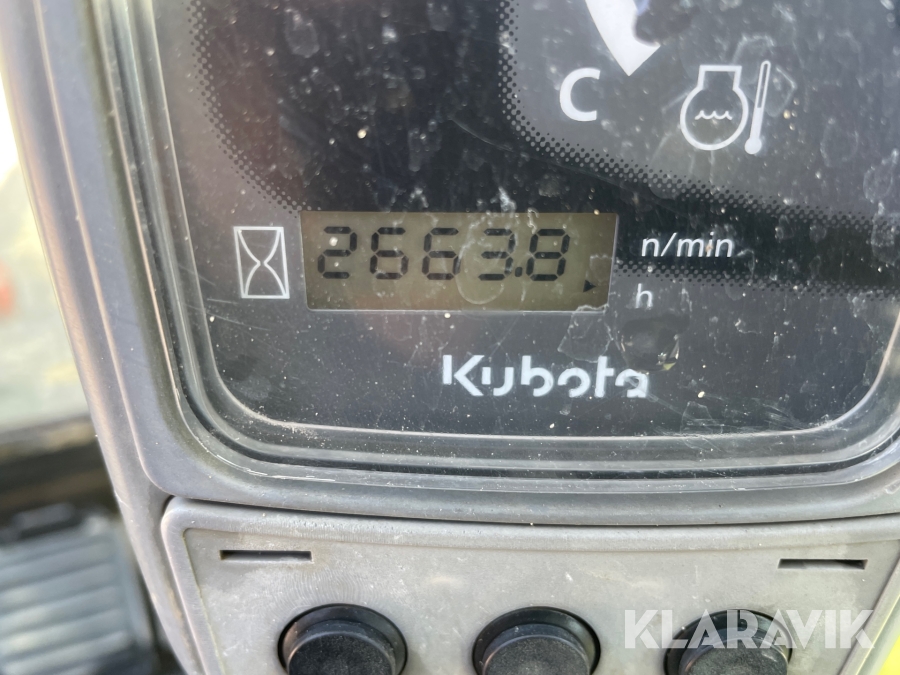 C
2663.8 n/min
h
Kubota
KLARAVIK